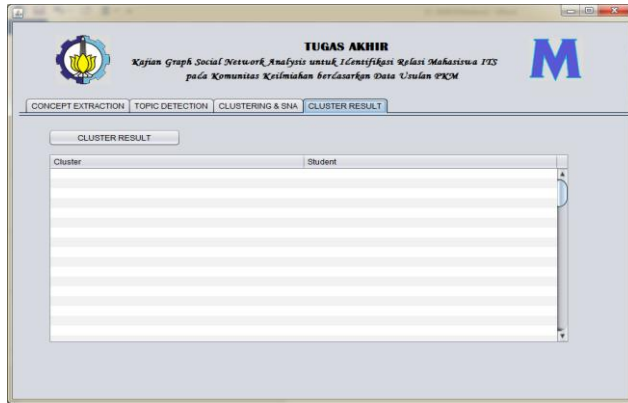 TUGAS AKHIR
Kajian Graph Social Network Analysis untuk Identifikasi Relasi Mahasiswa ITS
pada Komunitas Keilmiahan berdasarkan Data Usulan PKM
M
CONCEPT EXTRACTION TOPIC DETECTION CLUSTERING & SNA CLUSTER RESULT
CLUSTER RESULT
Cluster Student